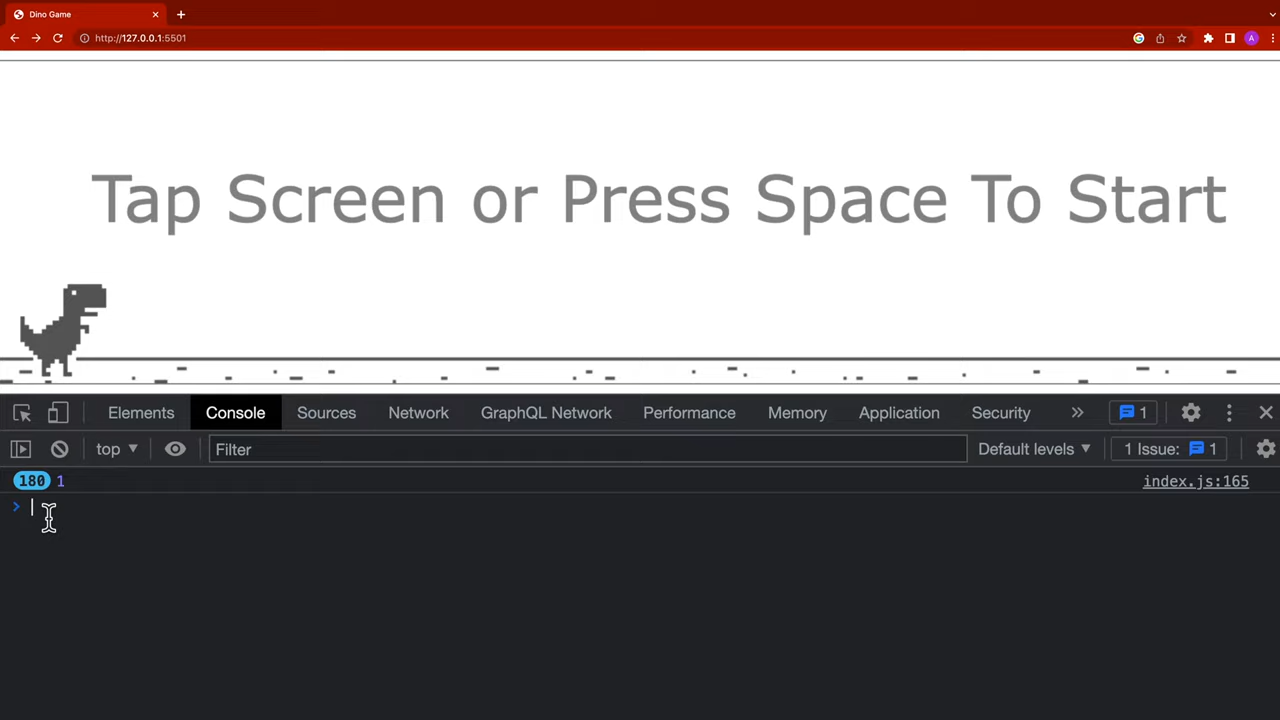 Dino Game
http://127.0.0.1:5501
A
Tap Screen or Press Space To Start
Elements Console Sources Network GraphQL Network Performance Memory Application Security » 1
top Filter Default levels 1 Issue: 1
180 1 index.js:165